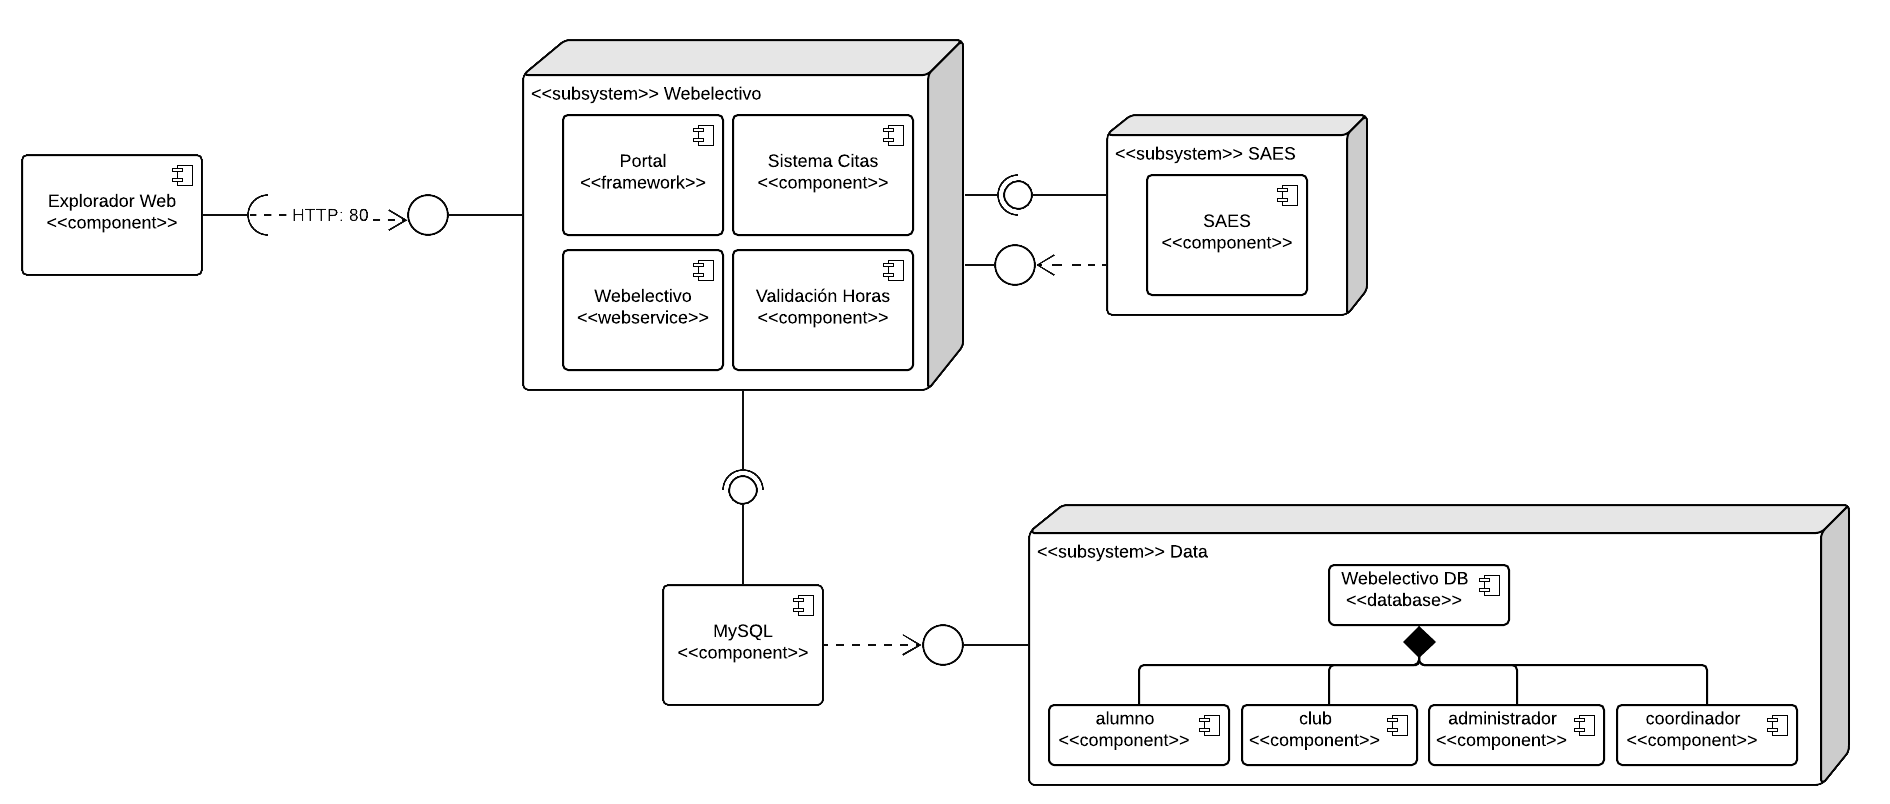 <<subsystem>> Webelectivo
Portal
<<framework>>
Sistema Citas
<<component>>
Webelectivo
<<webservice>>
Validación Horas
<<component>>
Explorador Web
<<component>>
HTTP: 80
<<subsystem>> SAES
SAES
<<component>>
MySQL
<<component>>
<<subsystem>> Data
Webelectivo DB
<<database>>
alumno
<<component>>
club
<<component>>
administrador
<<component>>
coordinador
<<component>>